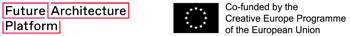 Future Architecture
Platform
Co-funded by the
Creative Europe Programme
of the European Union